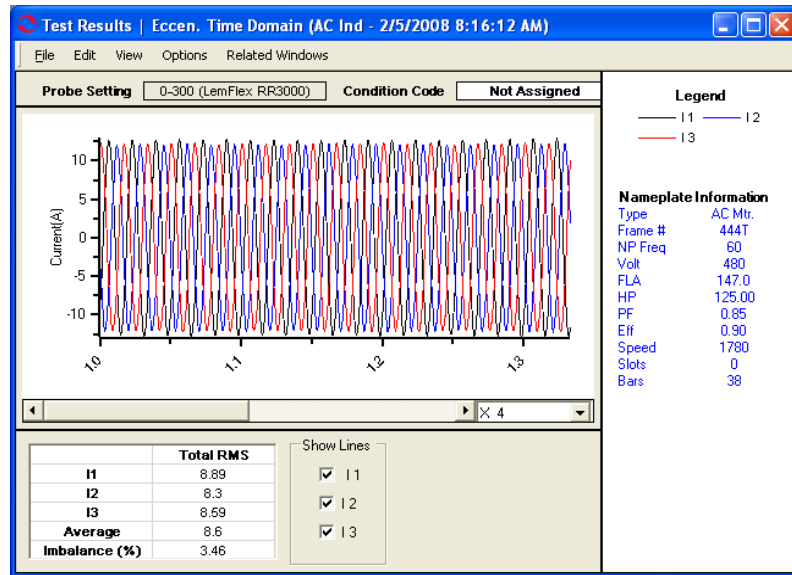 Test Results | Eccen. Time Domain (AC Ind - 2/5/2008 8:16:12 AM)
File Edit View Options Related Windows
Probe Setting 0-300 (LemFlex RR3000) Condition Code Not Assigned
Current(A)
10
5
0
-5
-10
1.0 1.1 1.2 1.3
X 4
Legend
I1 I2
I3
Nameplate Information
Type AC Mtr.
Frame # 444T
NP Freq 60
Volt 480
FLA 147.0
HP 125.00
PF 0.85
Eff 0.90
Speed 1780
Slots 0
Bars 38
Total RMS
I1 8.89
I2 8.3
I3 8.59
Average 8.6
Imbalance (%) 3.46
Show Lines
I1
I2
I3